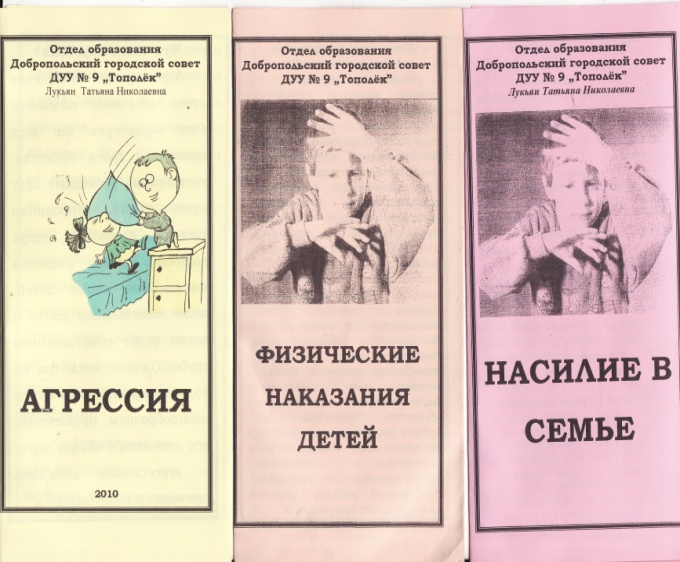 Отдел образования
Добропольский городской совет
ДУУ № 9 „Тополёк”
Лукьян Татьяна Николаевна
АГРЕССИЯ
2010
Отдел образования
Добропольский городской совет
ДУУ № 9 „Тополёк”
ФИЗИЧЕСКИЕ
НАКАЗАНИЯ
ДЕТЕЙ
Отдел образования
Добропольский городской совет
ДУУ № 9 „Тополёк”
Лукьян Татьяна Николаевна
НАСИЛИЕ В
СЕМЬЕ